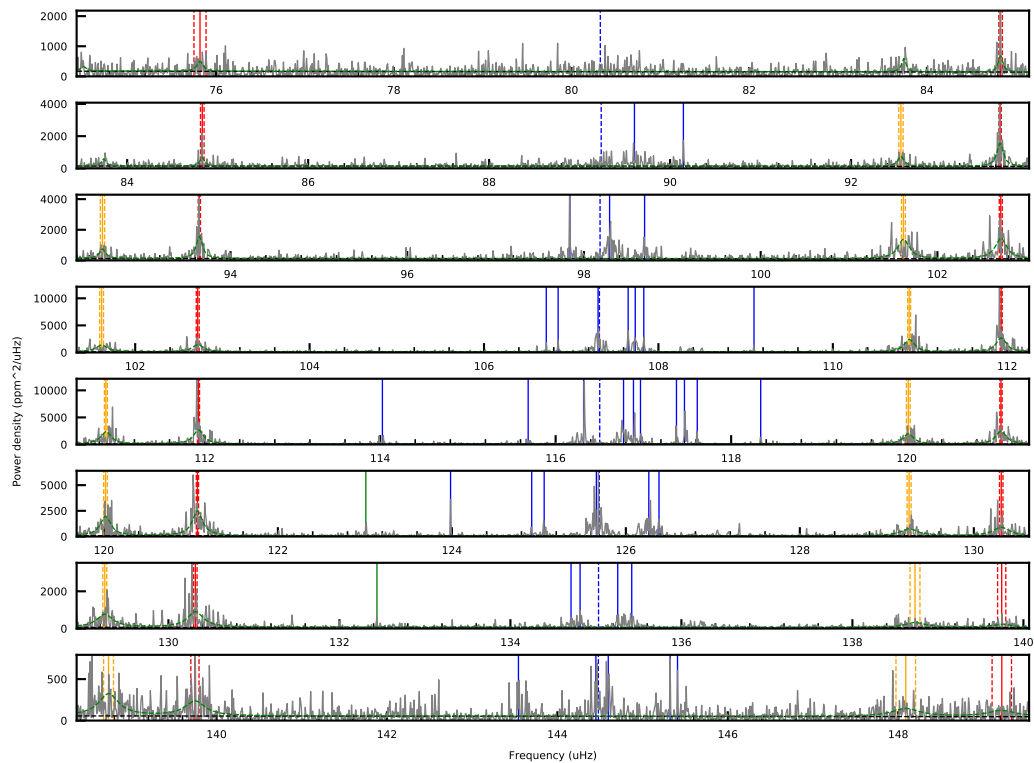 2000
1000
0
76 78 80 82 84
4000
2000
0
84 86 88 90 92
4000
2000
0
94 96 98 100 102
10000
5000
0
102 104 106 108 110 112
10000
5000
0
112 114 116 118 120
5000
2500
0
120 122 124 126 128 130
2000
0
130 132 134 136 138 140
500
0
140 142 144 146 148
Power density (ppm^2/uHz)
Frequency (uHz)